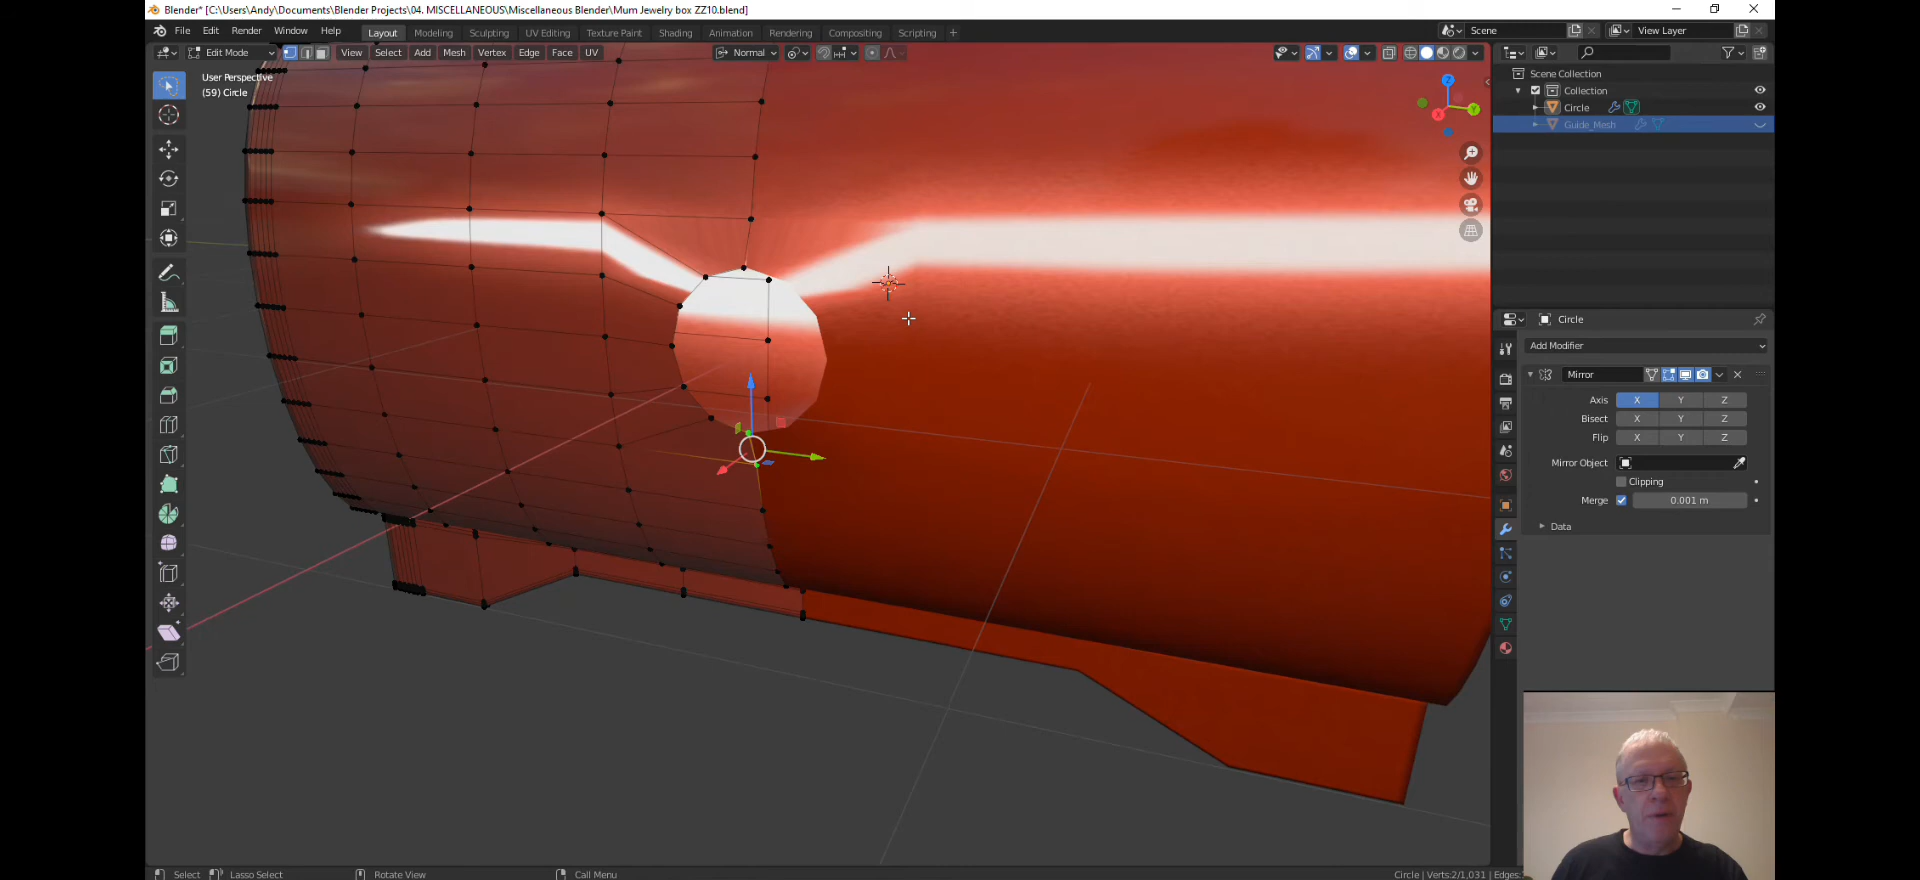 Blender* [C:\Users\Andy\Documents\Blender Projects\04. MISCELLANEOUS\Miscellaneous Blender\Mum Jewelry box ZZ10.blend]
File Edit Render Window Help Layout Modeling Sculpting UV Editing Texture Paint Shading Animation Rendering Compositing Scripting + Scene View Layer
Edit Mode View Select Add Mesh Vertex Edge Face UV Normal
User Perspective
(59) Circle
Z
Y
X
Scene Collection
Collection
Circle
Guide_Mesh
Circle
Add Modifier
Mirror
Axis X Y Z
Bisect X Y Z
Flip X Y Z
Mirror Object
Clipping
Merge 0.001 m
Data
Select Lasso Select Rotate View Call Menu Circle | Verts:2/1,031 | Edges: